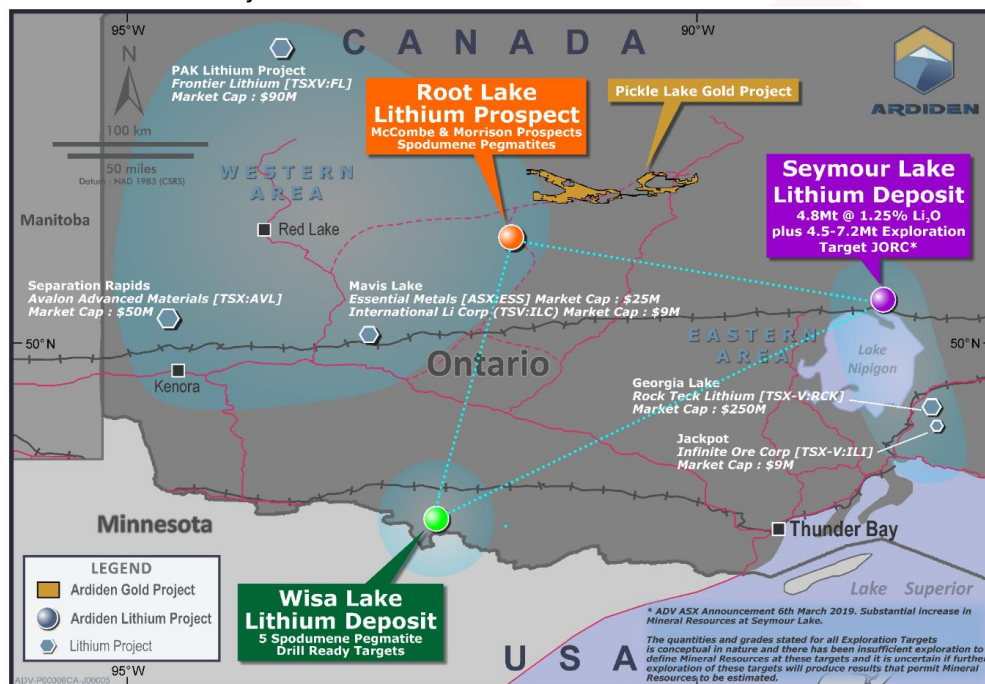 95°W
90°W
CANADA
N
PAK Lithium Project
Frontier Lithium [TSXV:FL]
Market Cap : $90M
100 km
50 miles
Datum : NAD 1983 (CSRS)
Root Lake
Lithium Prospect
McCombe & Morrison Prospects
Spodumene Pegmatites
Pickle Lake Gold Project
ARDIDEN
WESTERN
AREA
Manitoba
Red Lake
Seymour Lake
Lithium Deposit
4.8Mt @ 1.25% Li₂O
plus 4.5-7.2Mt Exploration
Target JORC*
Separation Rapids
Avalon Advanced Materials [TSX:AVL]
Market Cap : $50M
Mavis Lake
Essential Metals [ASX:ESS] Market Cap : $25M
International Li Corp (TSV:ILC) Market Cap : $9M
50°N
50°N
EASTERN
AREA
Lake
Nipigon
Ontario
Kenora
Georgia Lake
Rock Teck Lithium [TSX-V:RCK]
Market Cap : $250M
Jackpot
Infinite Ore Corp [TSX-V:ILI]
Market Cap : $9M
Minnesota
Thunder Bay
LEGEND
Ardiden Gold Project
Ardiden Lithium Project
Lithium Project
Wisa Lake
Lithium Deposit
5 Spodumene Pegmatite
Drill Ready Targets
Lake Superior
* ADV ASX Announcement 6th March 2019. Substantial increase in
Mineral Resources at Seymour Lake.
The quantities and grades stated for all Exploration Targets
is conceptual in nature and there has been insufficient exploration to
define Mineral Resources at these targets and it is uncertain if further
exploration of these targets will produce results that permit Mineral
Resources to be estimated.
USA
95°W
ADV-P00006CA-J00005